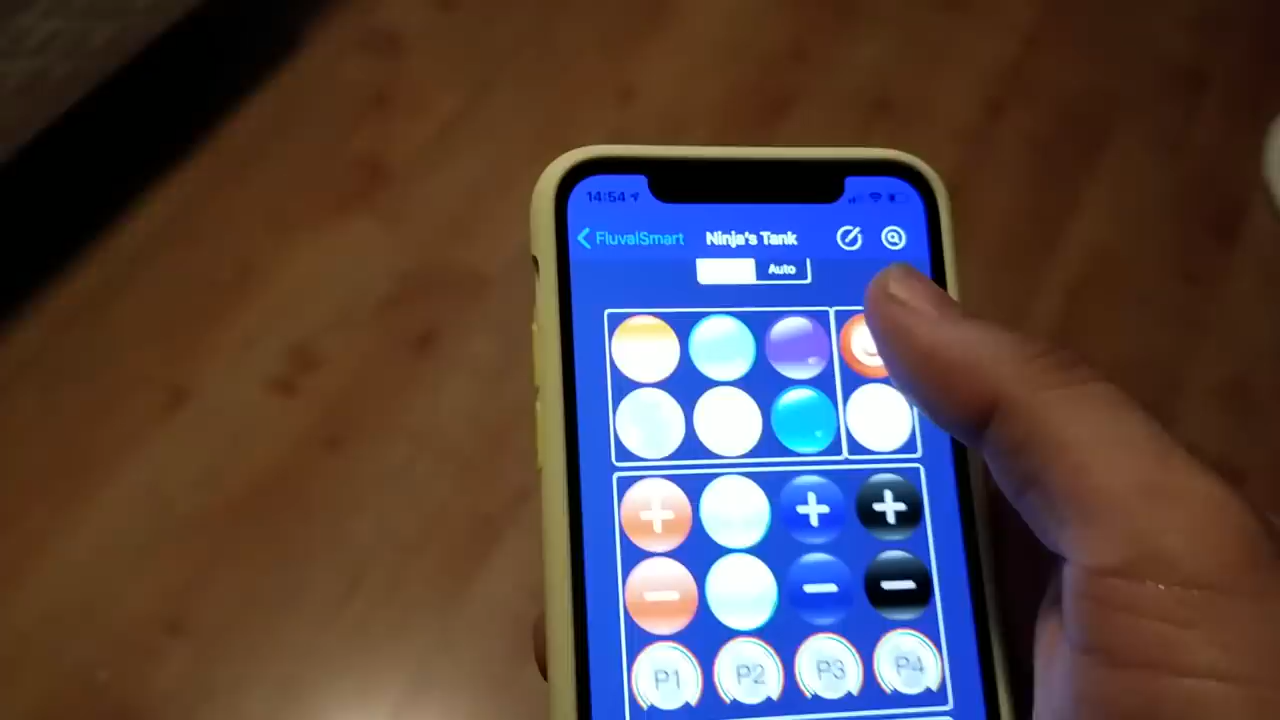 14:54
FluvalSmart Ninja's Tank
Auto
+ + +
- - -
P1 P2 P3 P4